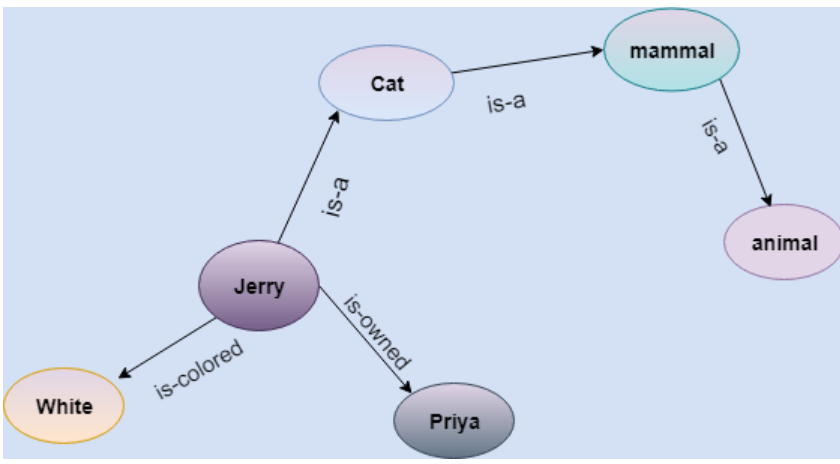 mammal
Cat
is-a
is-a
is-a
animal
Jerry
is-owned
is-colored
White
Priya